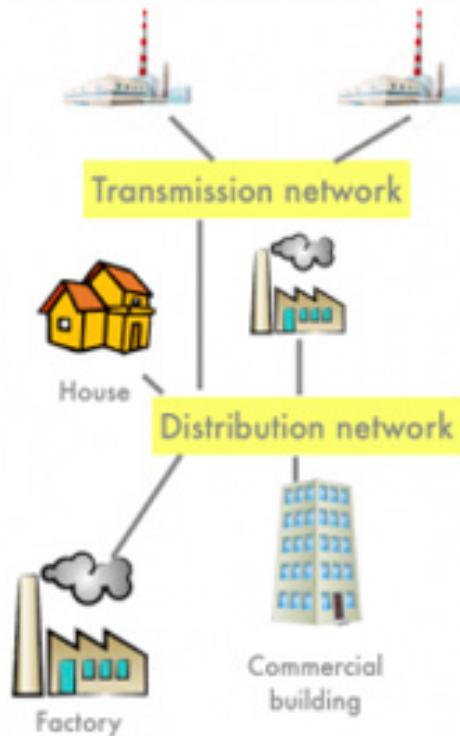 Transmission network
House
Distribution network
Commercial
building
Factory